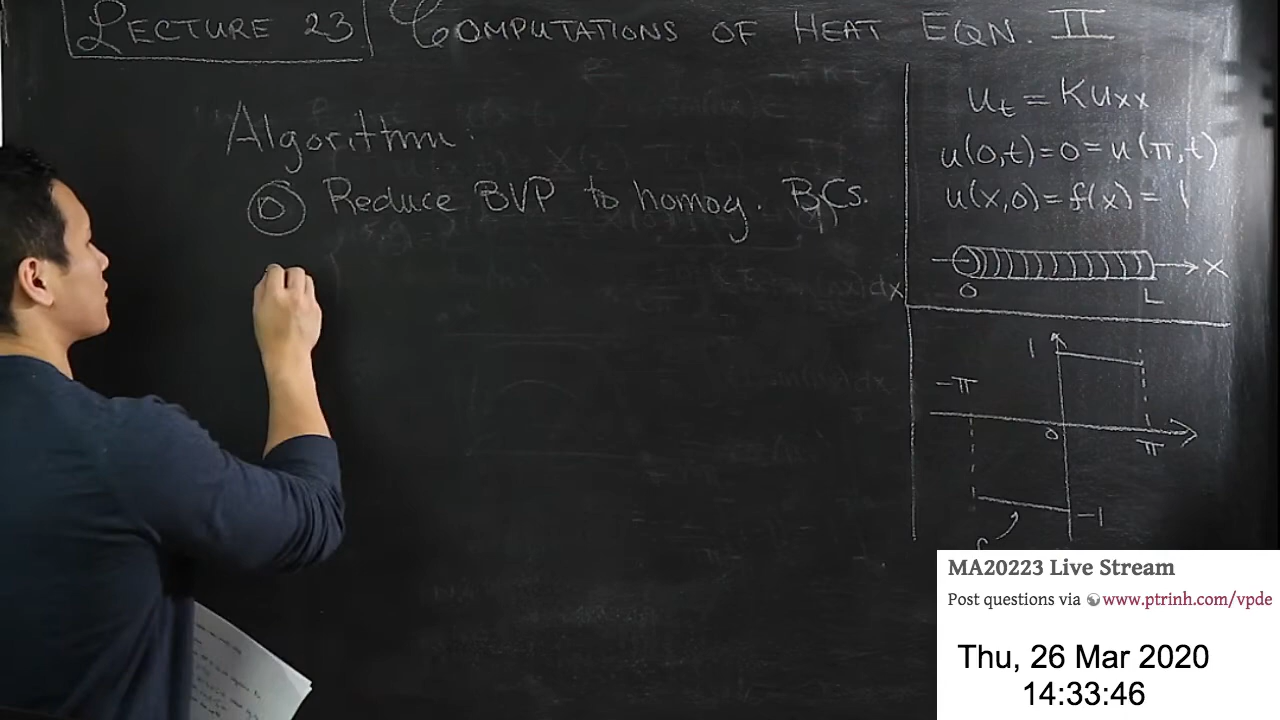 LECTURE 23 COMPUTATIONS OF HEAT EQN. II
Algorithm:
0 Reduce BVP to homog. BCs.
u_t = K u_xx
u(0,t) = 0 = u(π,t)
u(x,0) = f(x) = 1
x
0 L
1
-π
0
π
-1
MA20223 Live Stream
Post questions via www.ptrinh.com/vpde
Thu, 26 Mar 2020
14:33:46